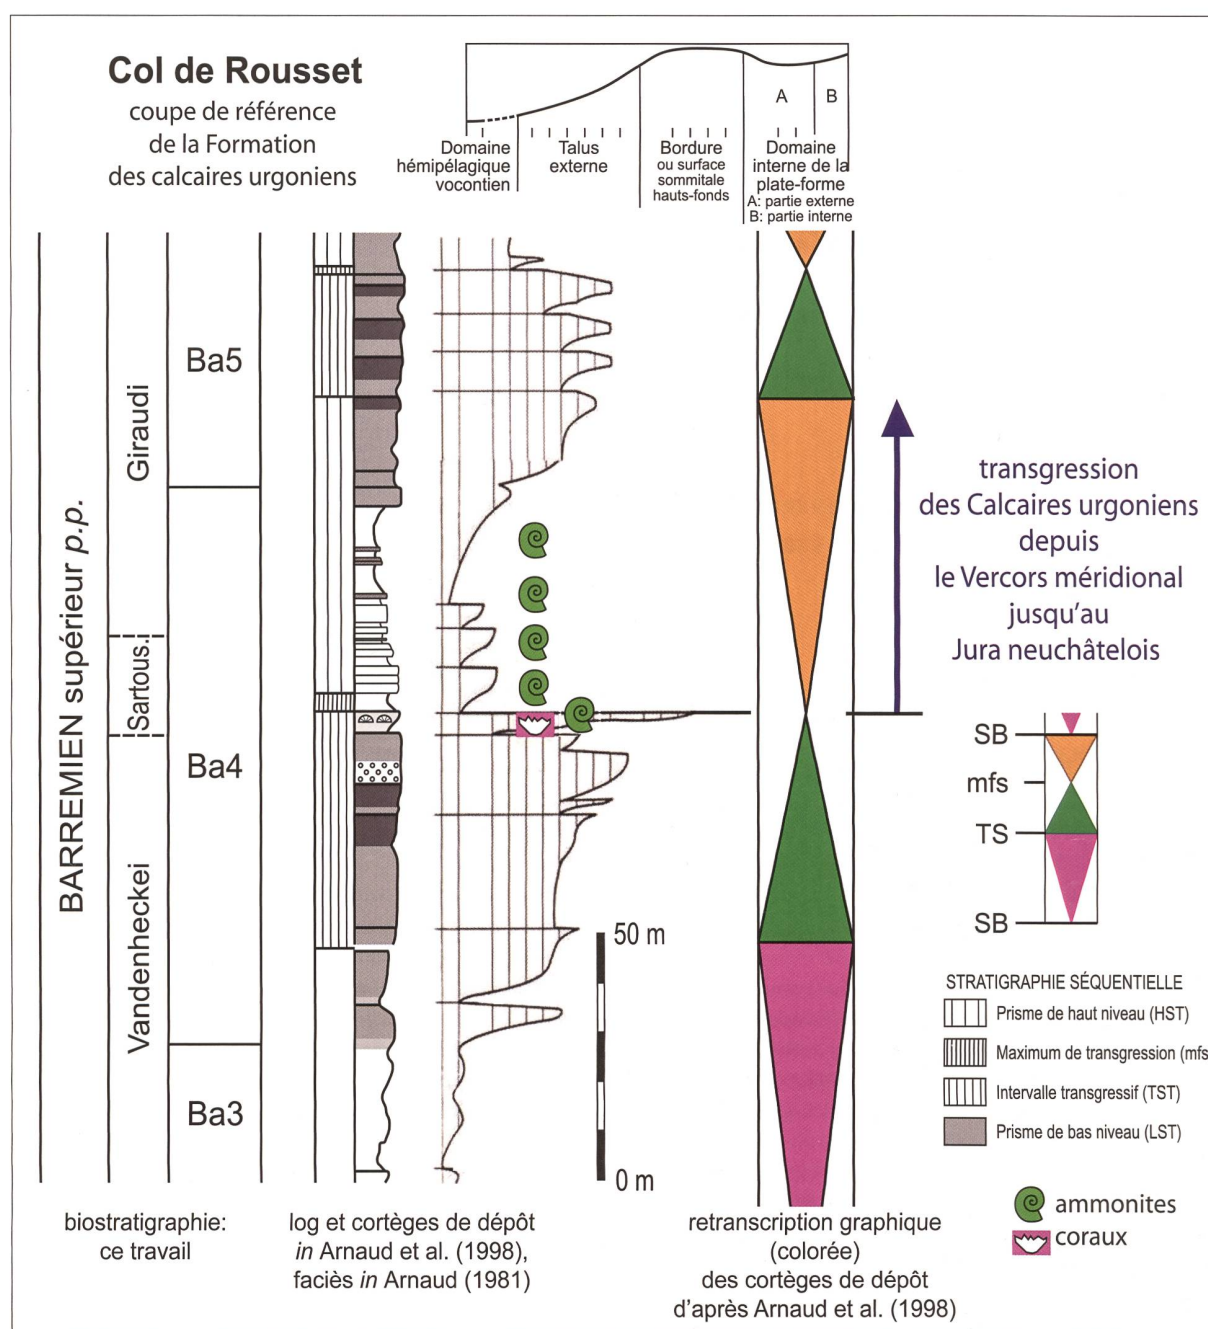 Col de Rousset
coupe de référence
de la Formation
des calcaires urgoniens
A
B
Domaine
hémipélagique
vocontien
Talus
externe
Bordure
ou surface
sommitale
hauts-fonds
Domaine
interne de la
plate-forme
A: partie externe
B: partie interne
BARREMIEN supérieur p.p.
Giraudi
Sartous.
Vandenheckei
Ba5
Ba4
Ba3
50 m
0 m
transgression
des Calcaires urgoniens
depuis
le Vercors méridional
jusqu'au
Jura neuchâtelois
SB
mfs
TS
SB
STRATIGRAPHIE SÉQUENTIELLE
Prisme de haut niveau (HST)
Maximum de transgression (mfs
Intervalle transgressif (TST)
Prisme de bas niveau (LST)
ammonites
coraux
biostratigraphie:
ce travail
log et cortèges de dépôt
in Arnaud et al. (1998),
faciès in Arnaud (1981)
retranscription graphique
(colorée)
des cortèges de dépôt
d'après Arnaud et al. (1998)